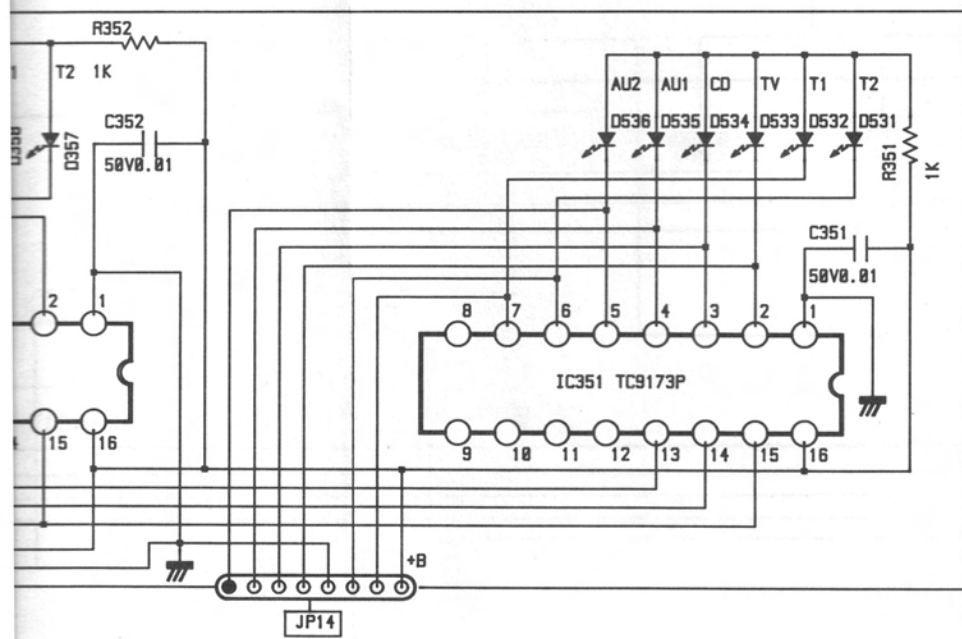 R352
T2 1K
C352
50V0.01
D357
AU2 AU1 CD TV T1 T2
D536 D535 D534 D533 D532 D531
R351
1K
C351
50V0.01
2 1
8 7 6 5 4 3 2 1
IC351 TC9173P
15 16
9 10 11 12 13 14 15 16
+B
JP14